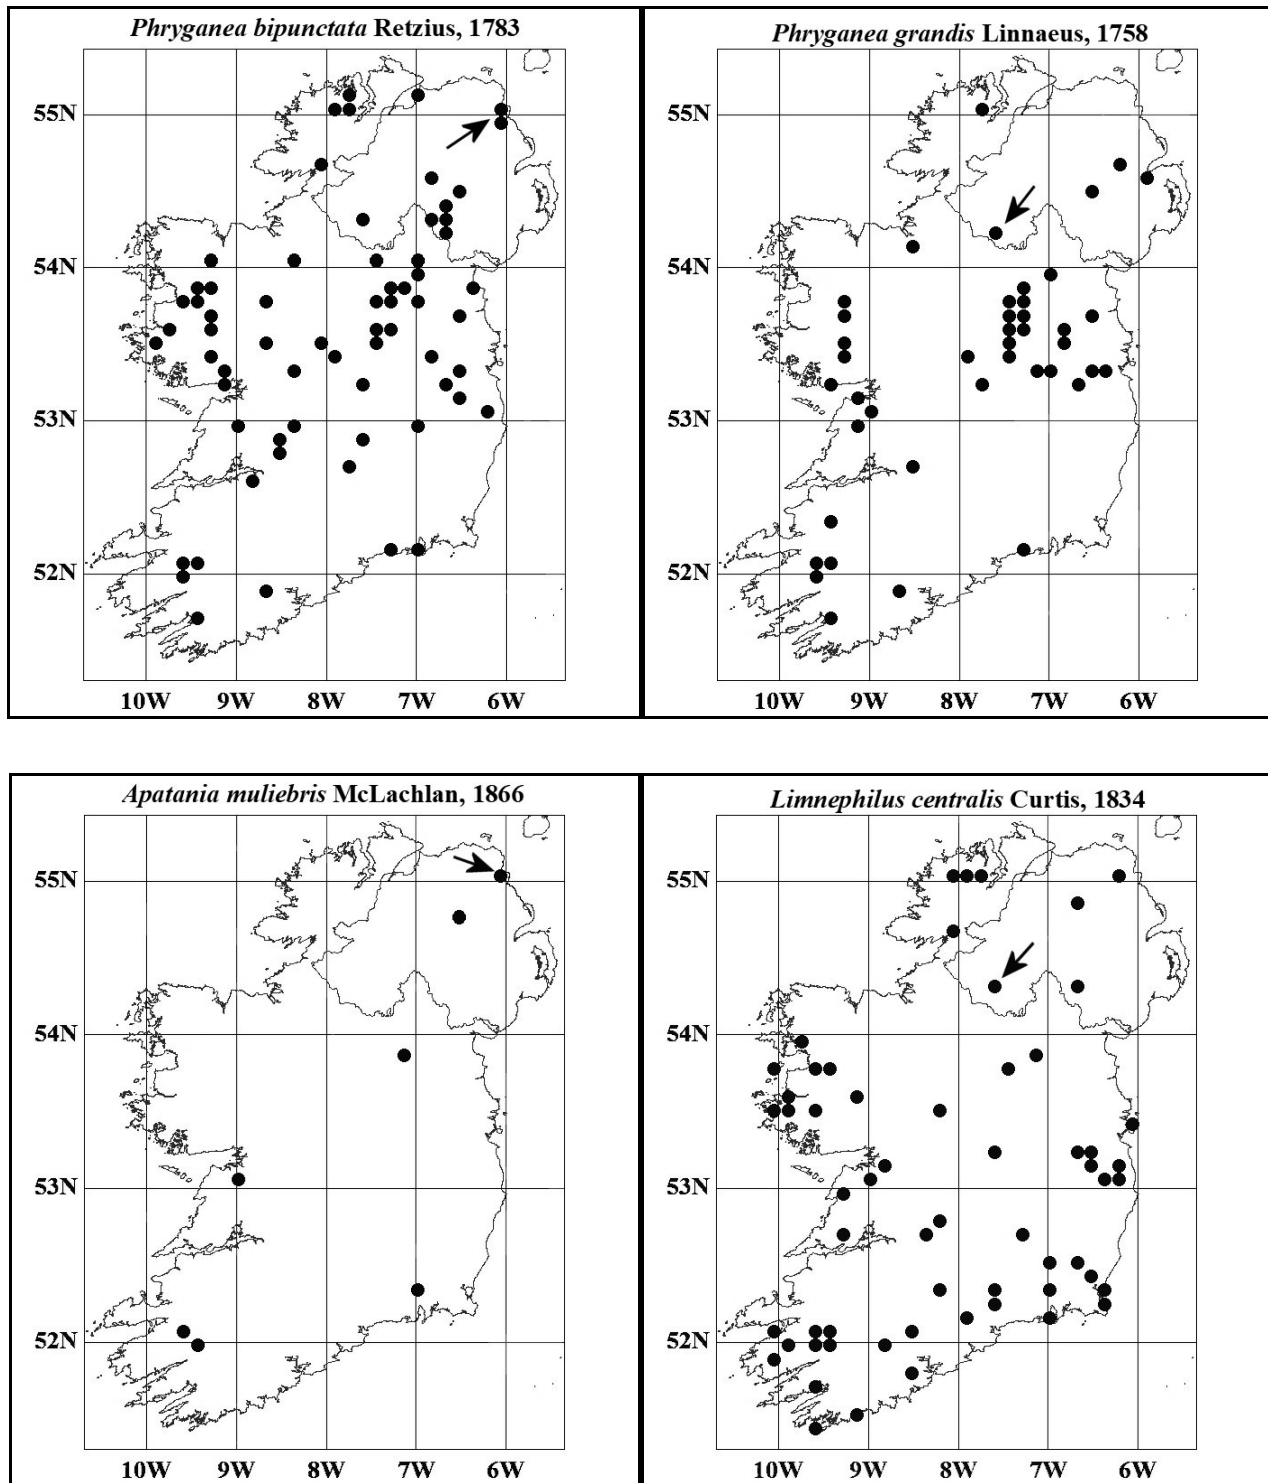 Phryganea bipunctata Retzius, 1783
55N
54N
53N
52N
10W 9W 8W 7W 6W
Phryganea grandis Linnaeus, 1758
55N
54N
53N
52N
10W 9W 8W 7W 6W
Apatania muliebris McLachlan, 1866
55N
54N
53N
52N
10W 9W 8W 7W 6W
Limnephilus centralis Curtis, 1834
55N
54N
53N
52N
10W 9W 8W 7W 6W